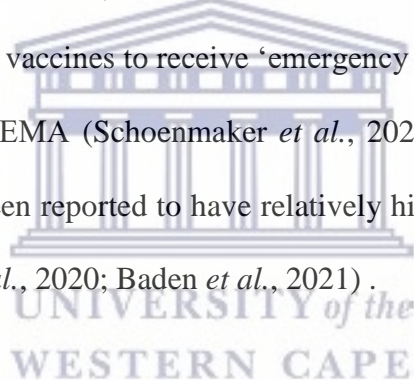 vaccines to receive ‘emergency
EMA (Schoenmaker et al., 202
en reported to have relatively hi
al., 2020; Baden et al., 2021) .
UNIVERSITY of the
WESTERN CAPE